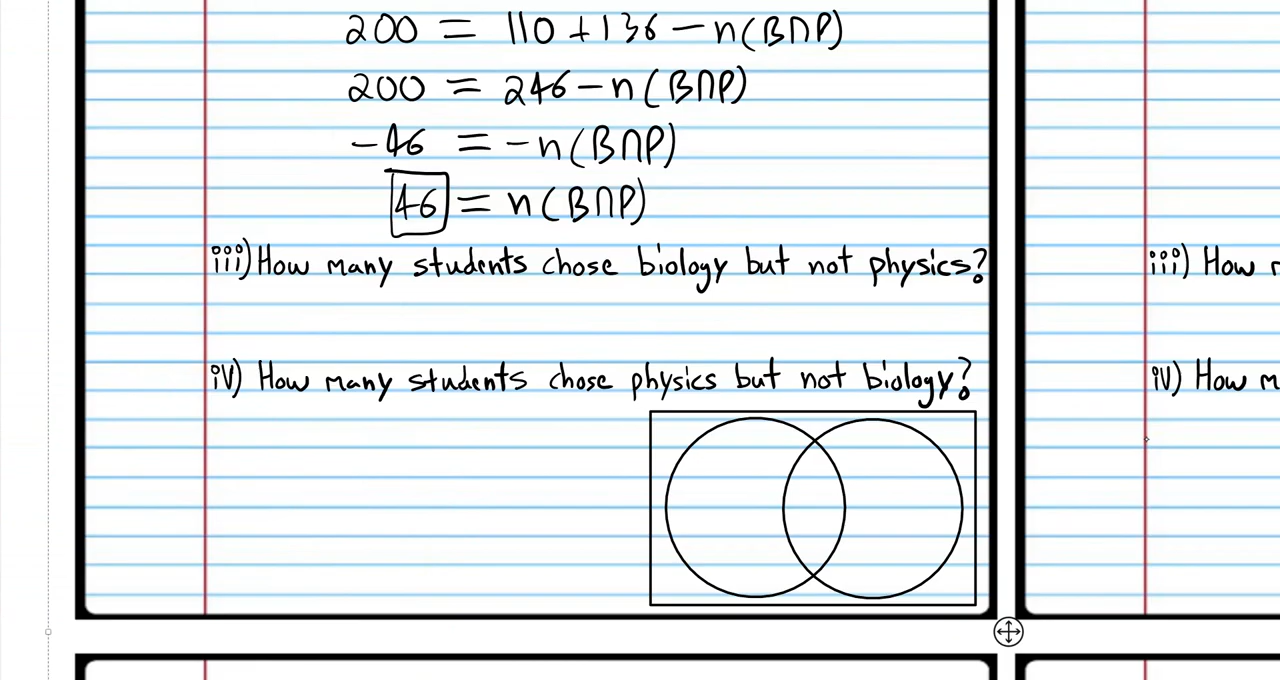 200 = 110 + 136 − n(B∩P)
200 = 246 − n(B∩P)
−46 = −n(B∩P)
46 = n(B∩P)
iii) How many students chose biology but not physics?
iii) How
iv) How many students chose physics but not biology?
iv) How